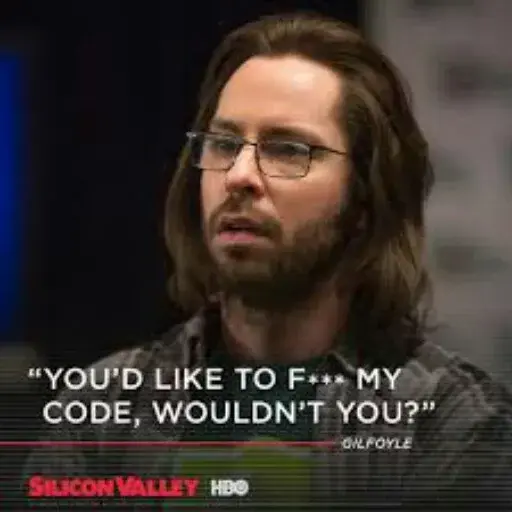 “YOU’D LIKE TO F*** MY
CODE, WOULDN’T YOU?”
GILFOYLE
SILICON VALLEY HBO